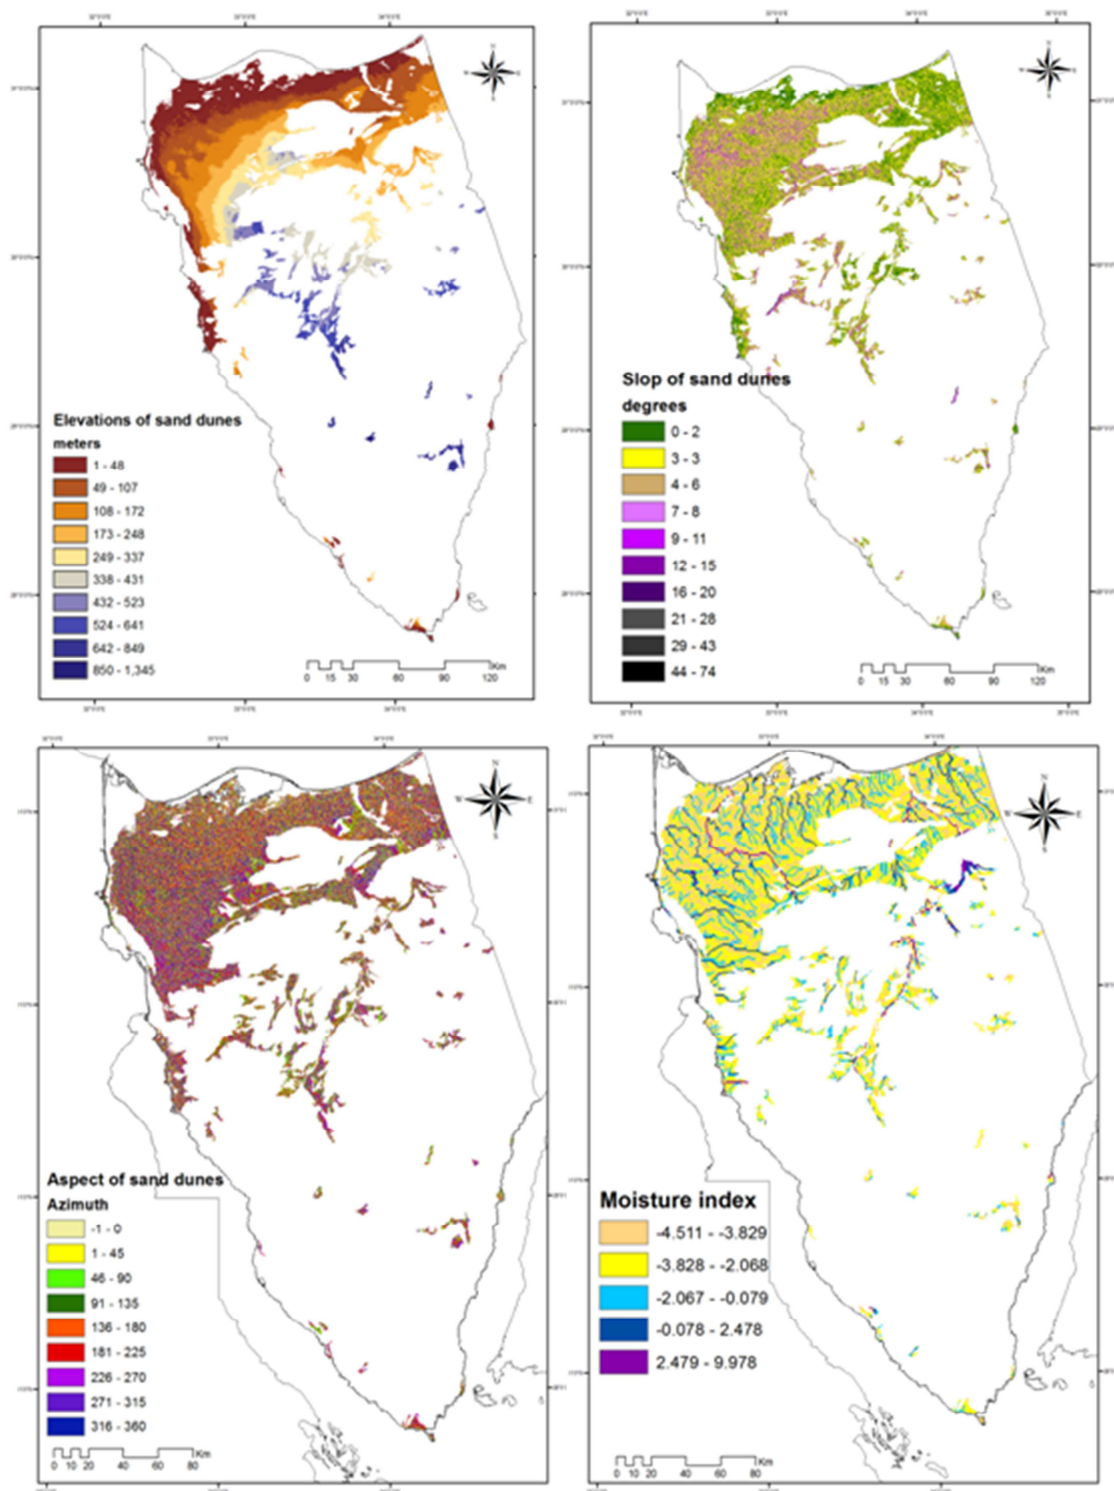 Elevations of sand dunes
meters
1 - 48
49 - 107
108 - 172
173 - 248
249 - 337
338 - 431
432 - 523
524 - 641
642 - 849
850 - 1,345
Km
0 15 30 60 90 120
Slop of sand dunes
degrees
0 - 2
3 - 3
4 - 6
7 - 8
9 - 11
12 - 15
16 - 20
21 - 28
29 - 43
44 - 74
Km
0 15 30 60 90 120
N
W E
S
Aspect of sand dunes
Azimuth
-1 - 0
1 - 45
46 - 90
91 - 135
136 - 180
181 - 225
226 - 270
271 - 315
316 - 360
Km
0 10 20 40 60 80
N
W E
S
Moisture index
-4.511 - -3.829
-3.828 - -2.068
-2.067 - -0.079
-0.078 - 2.478
2.479 - 9.978
Km
0 10 20 40 60 80